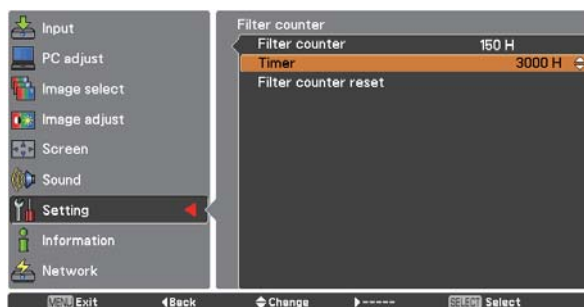 Input
PC adjust
Image select
Image adjust
Screen
Sound
Setting
Information
Network
Filter counter
Filter counter 150 H
Timer 3000 H
Filter counter reset
MENU Exit Back Change ----- SELECT Select